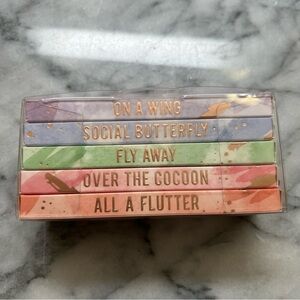 ON A WING
SOCIAL BUTTERFLY
FLY AWAY
OVER THE COCOON
ALL A FLUTTER